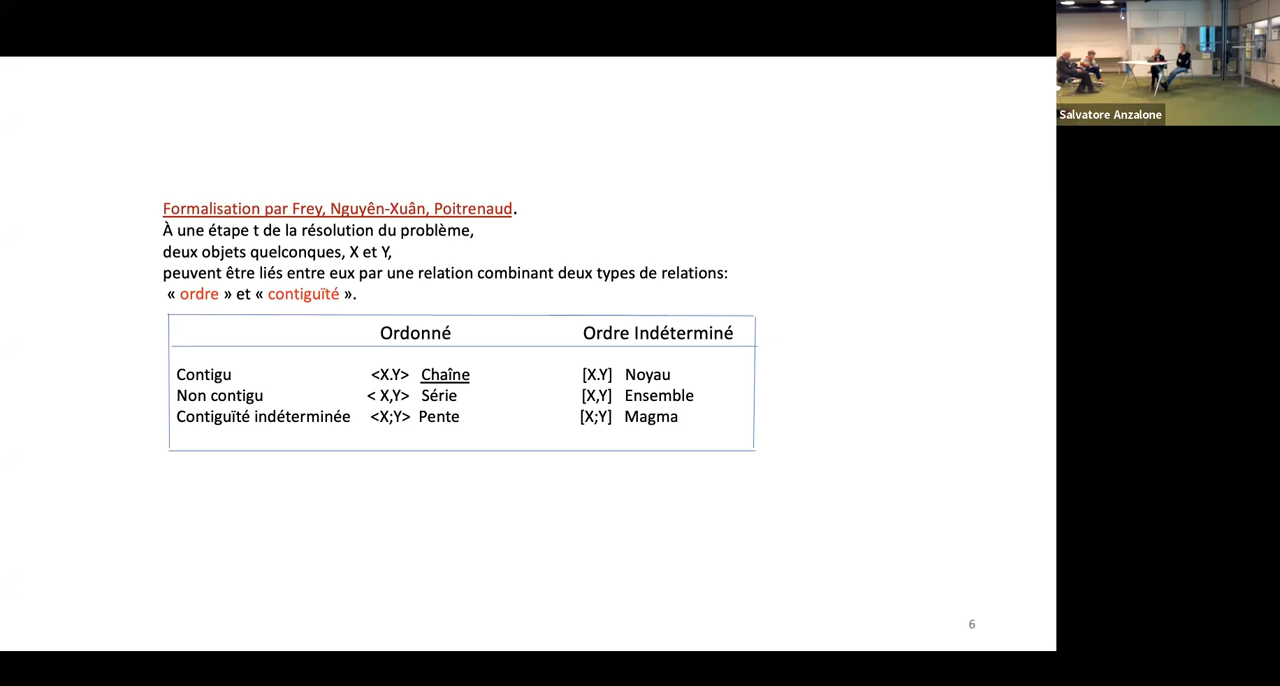 Formalisation par Frey, Nguyên-Xuân, Poitrenaud.
À une étape t de la résolution du problème,
deux objets quelconques, X et Y,
peuvent être liés entre eux par une relation combinant deux types de relations:
« ordre » et « contiguïté ».
Ordonné Ordre Indéterminé
Contigu <X.Y> Chaîne [X.Y] Noyau
Non contigu < X,Y> Série [X,Y] Ensemble
Contiguïté indéterminée <X;Y> Pente [X;Y] Magma
6
Salvatore Anzalone